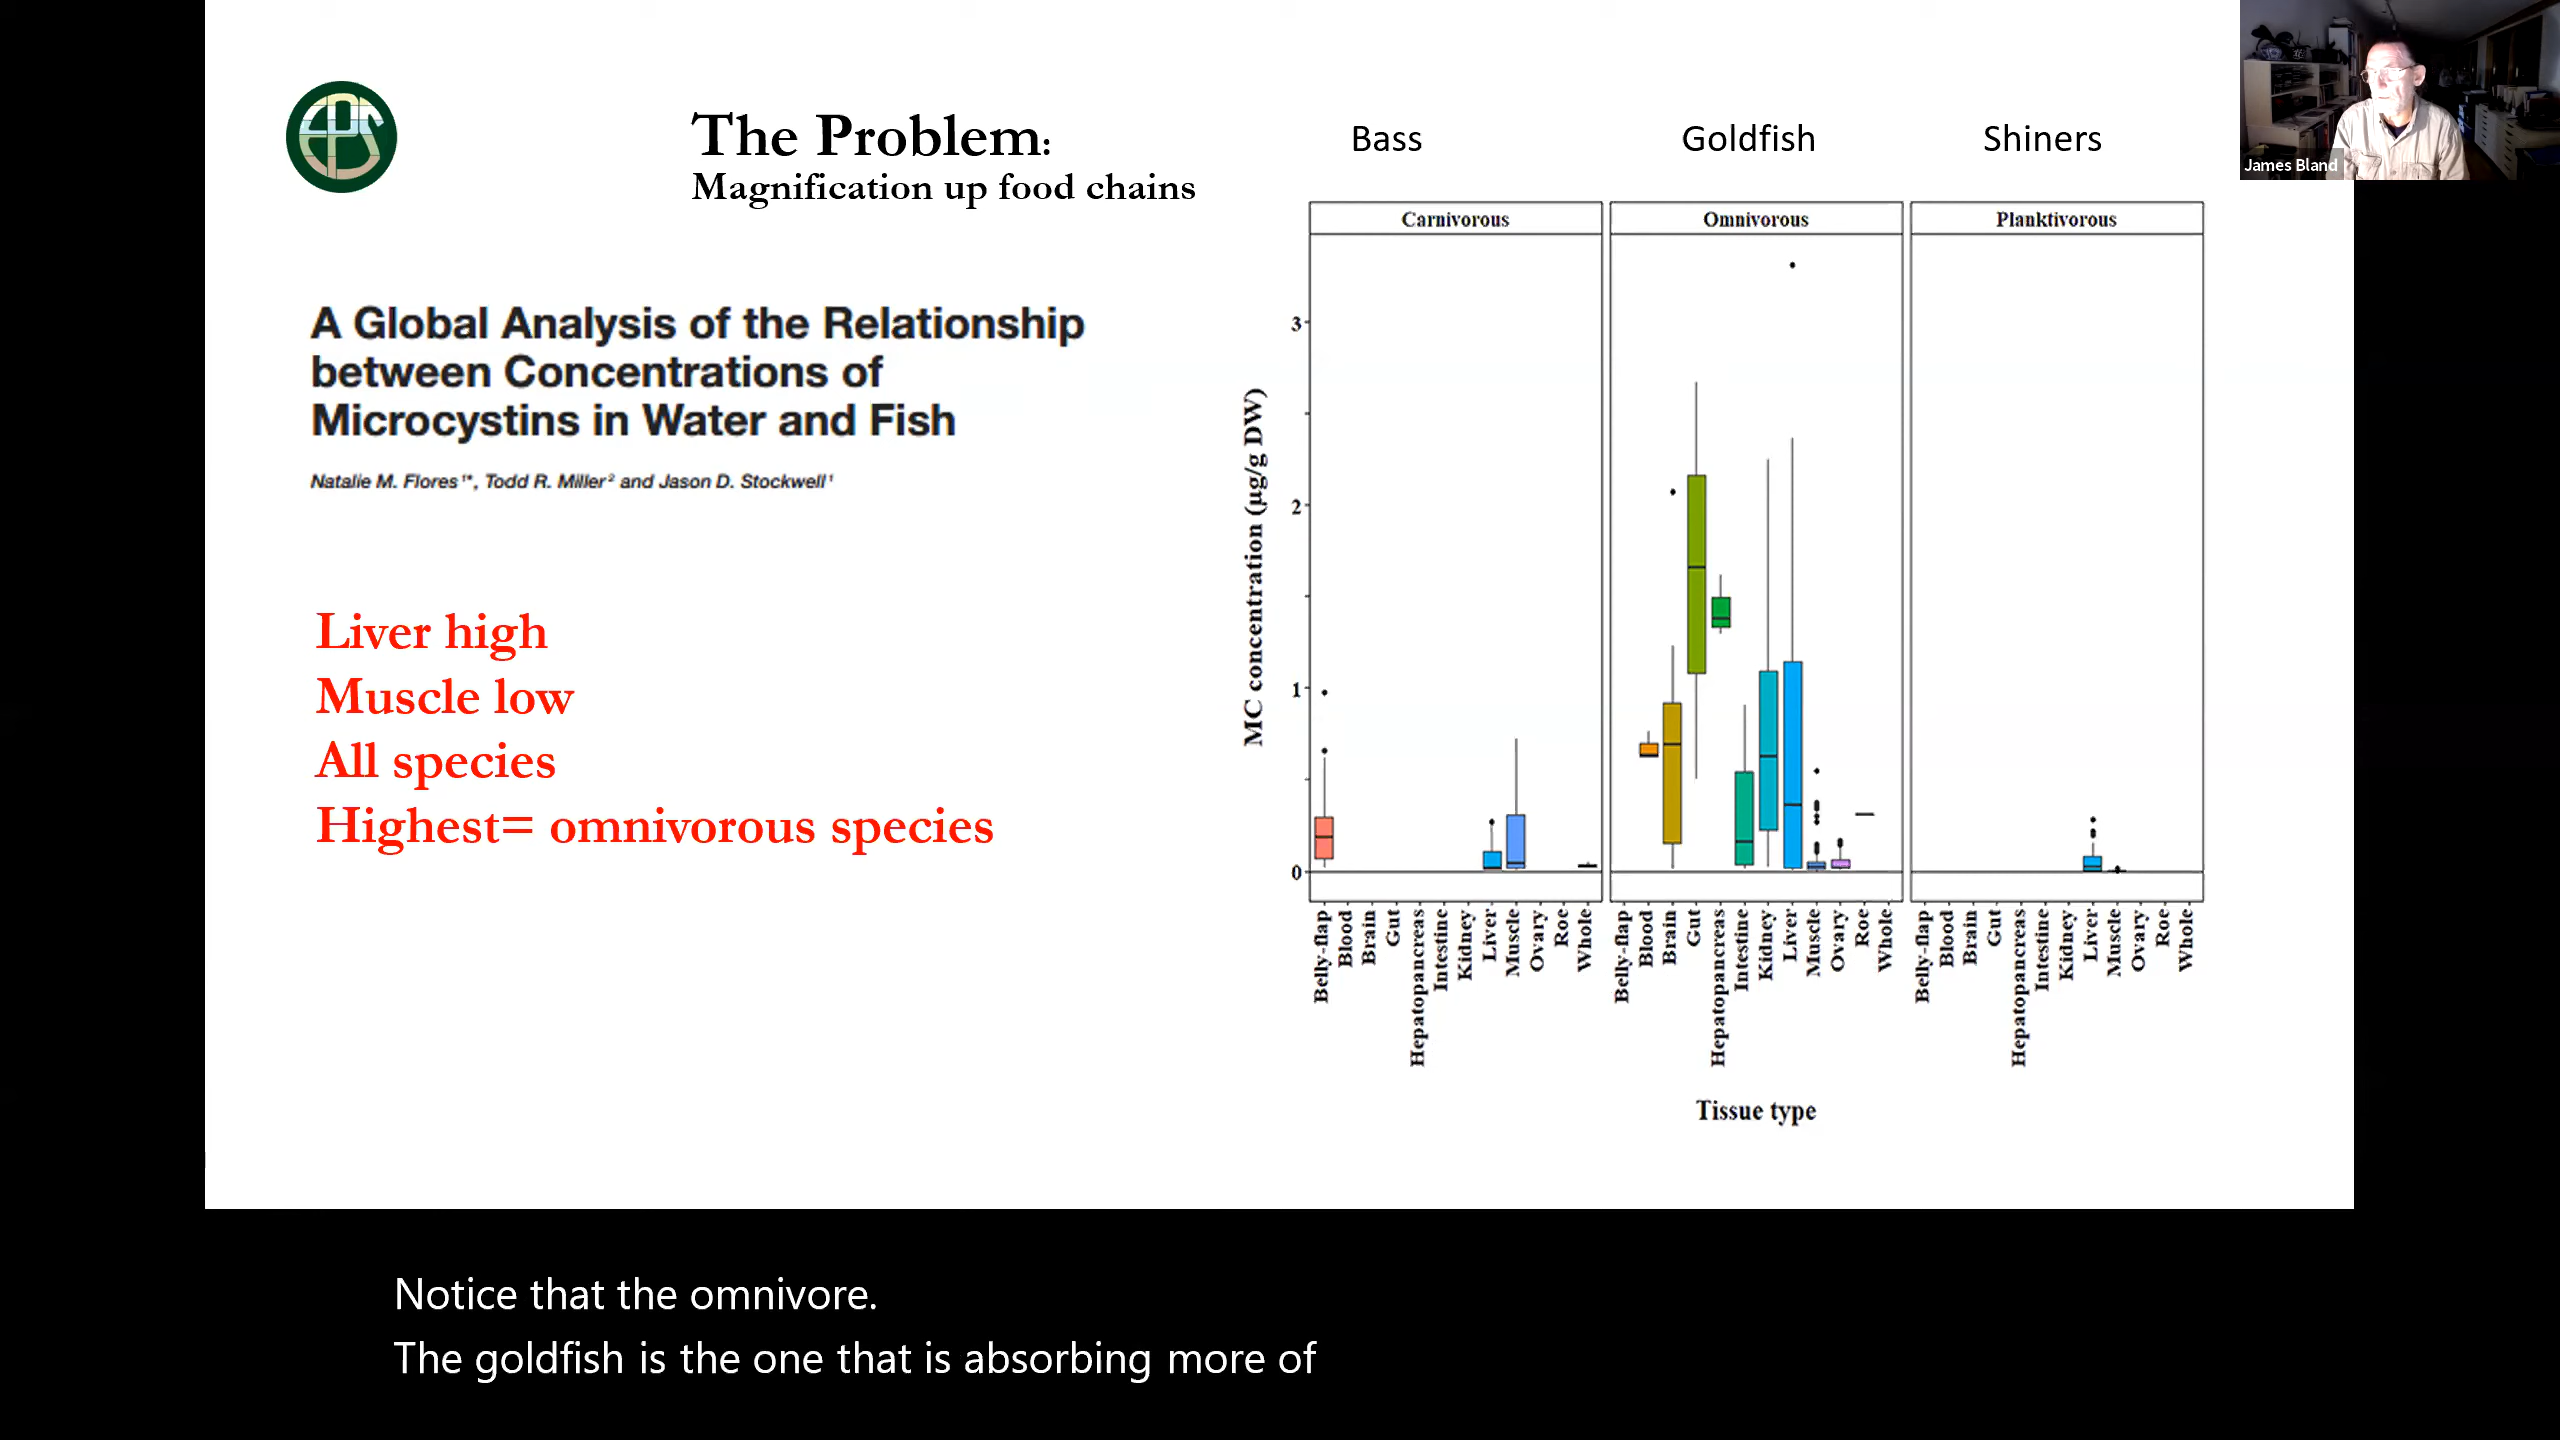 EPS
The Problem:
Magnification up food chains
A Global Analysis of the Relationship
between Concentrations of
Microcystins in Water and Fish
Natalie M. Flores¹*, Todd R. Miller² and Jason D. Stockwell¹
Liver high
Muscle low
All species
Highest= omnivorous species
Bass Goldfish Shiners
James Bland
Carnivorous Omnivorous Planktivorous
MC concentration (µg/g DW)
3
2
1
0
Belly-flap Blood Brain Gut Hepatopancreas Intestine Kidney Liver Muscle Ovary Roe Whole
Belly-flap Blood Brain Gut Hepatopancreas Intestine Kidney Liver Muscle Ovary Roe Whole
Belly-flap Blood Brain Gut Hepatopancreas Intestine Kidney Liver Muscle Ovary Roe Whole
Tissue type
Notice that the omnivore.
The goldfish is the one that is absorbing more of